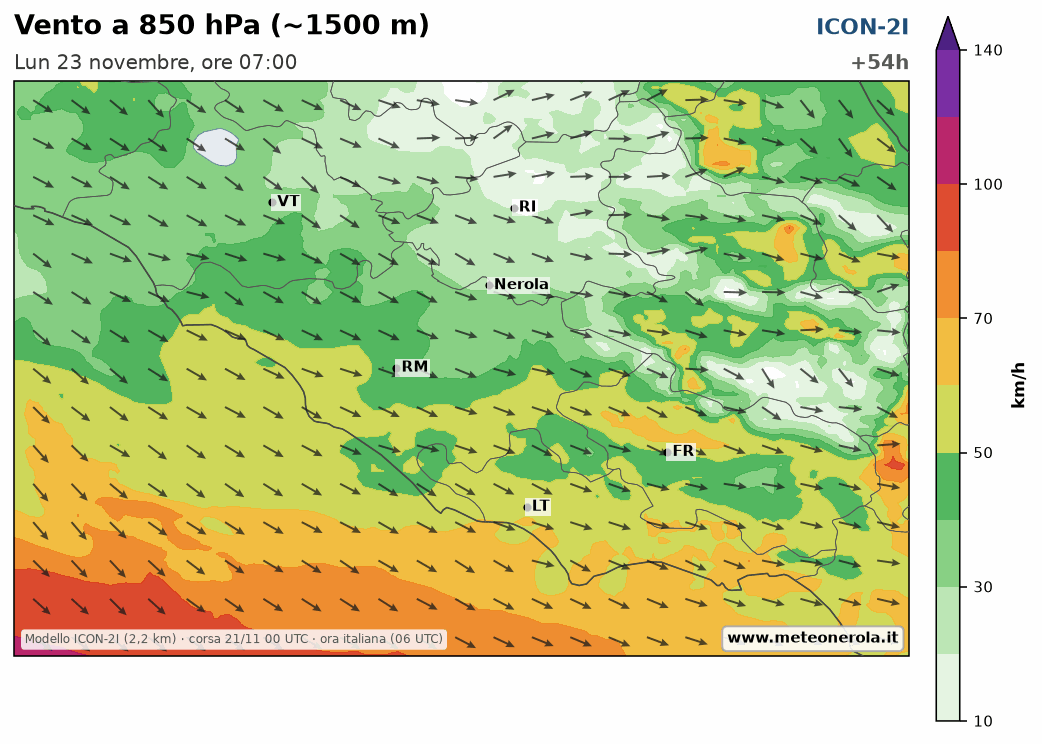 Vento a 850 hPa (~1500 m)
ICON-2I
Lun 23 novembre, ore 07:00
+54h
VT
RI
Nerola
RM
FR
LT
Modello ICON-2I (2,2 km) · corsa 21/11 00 UTC · ora italiana (06 UTC)
www.meteonerola.it
140
100
70
50
30
10
km/h